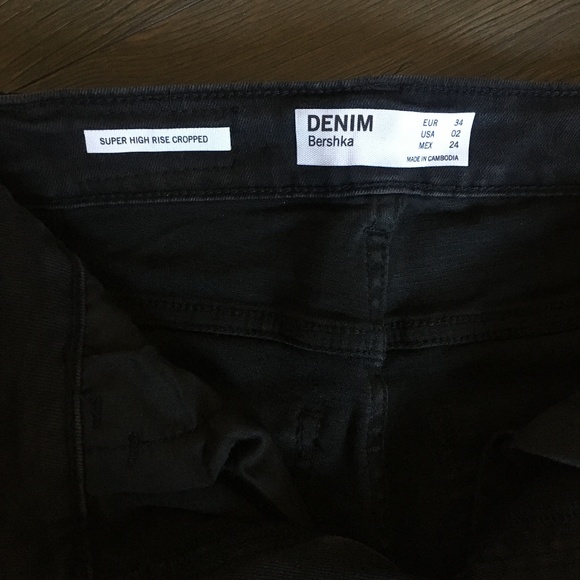 SUPER HIGH RISE CROPPED
DENIM
Bershka
EUR 34
USA 02
MEX 24
MADE IN CAMBODIA